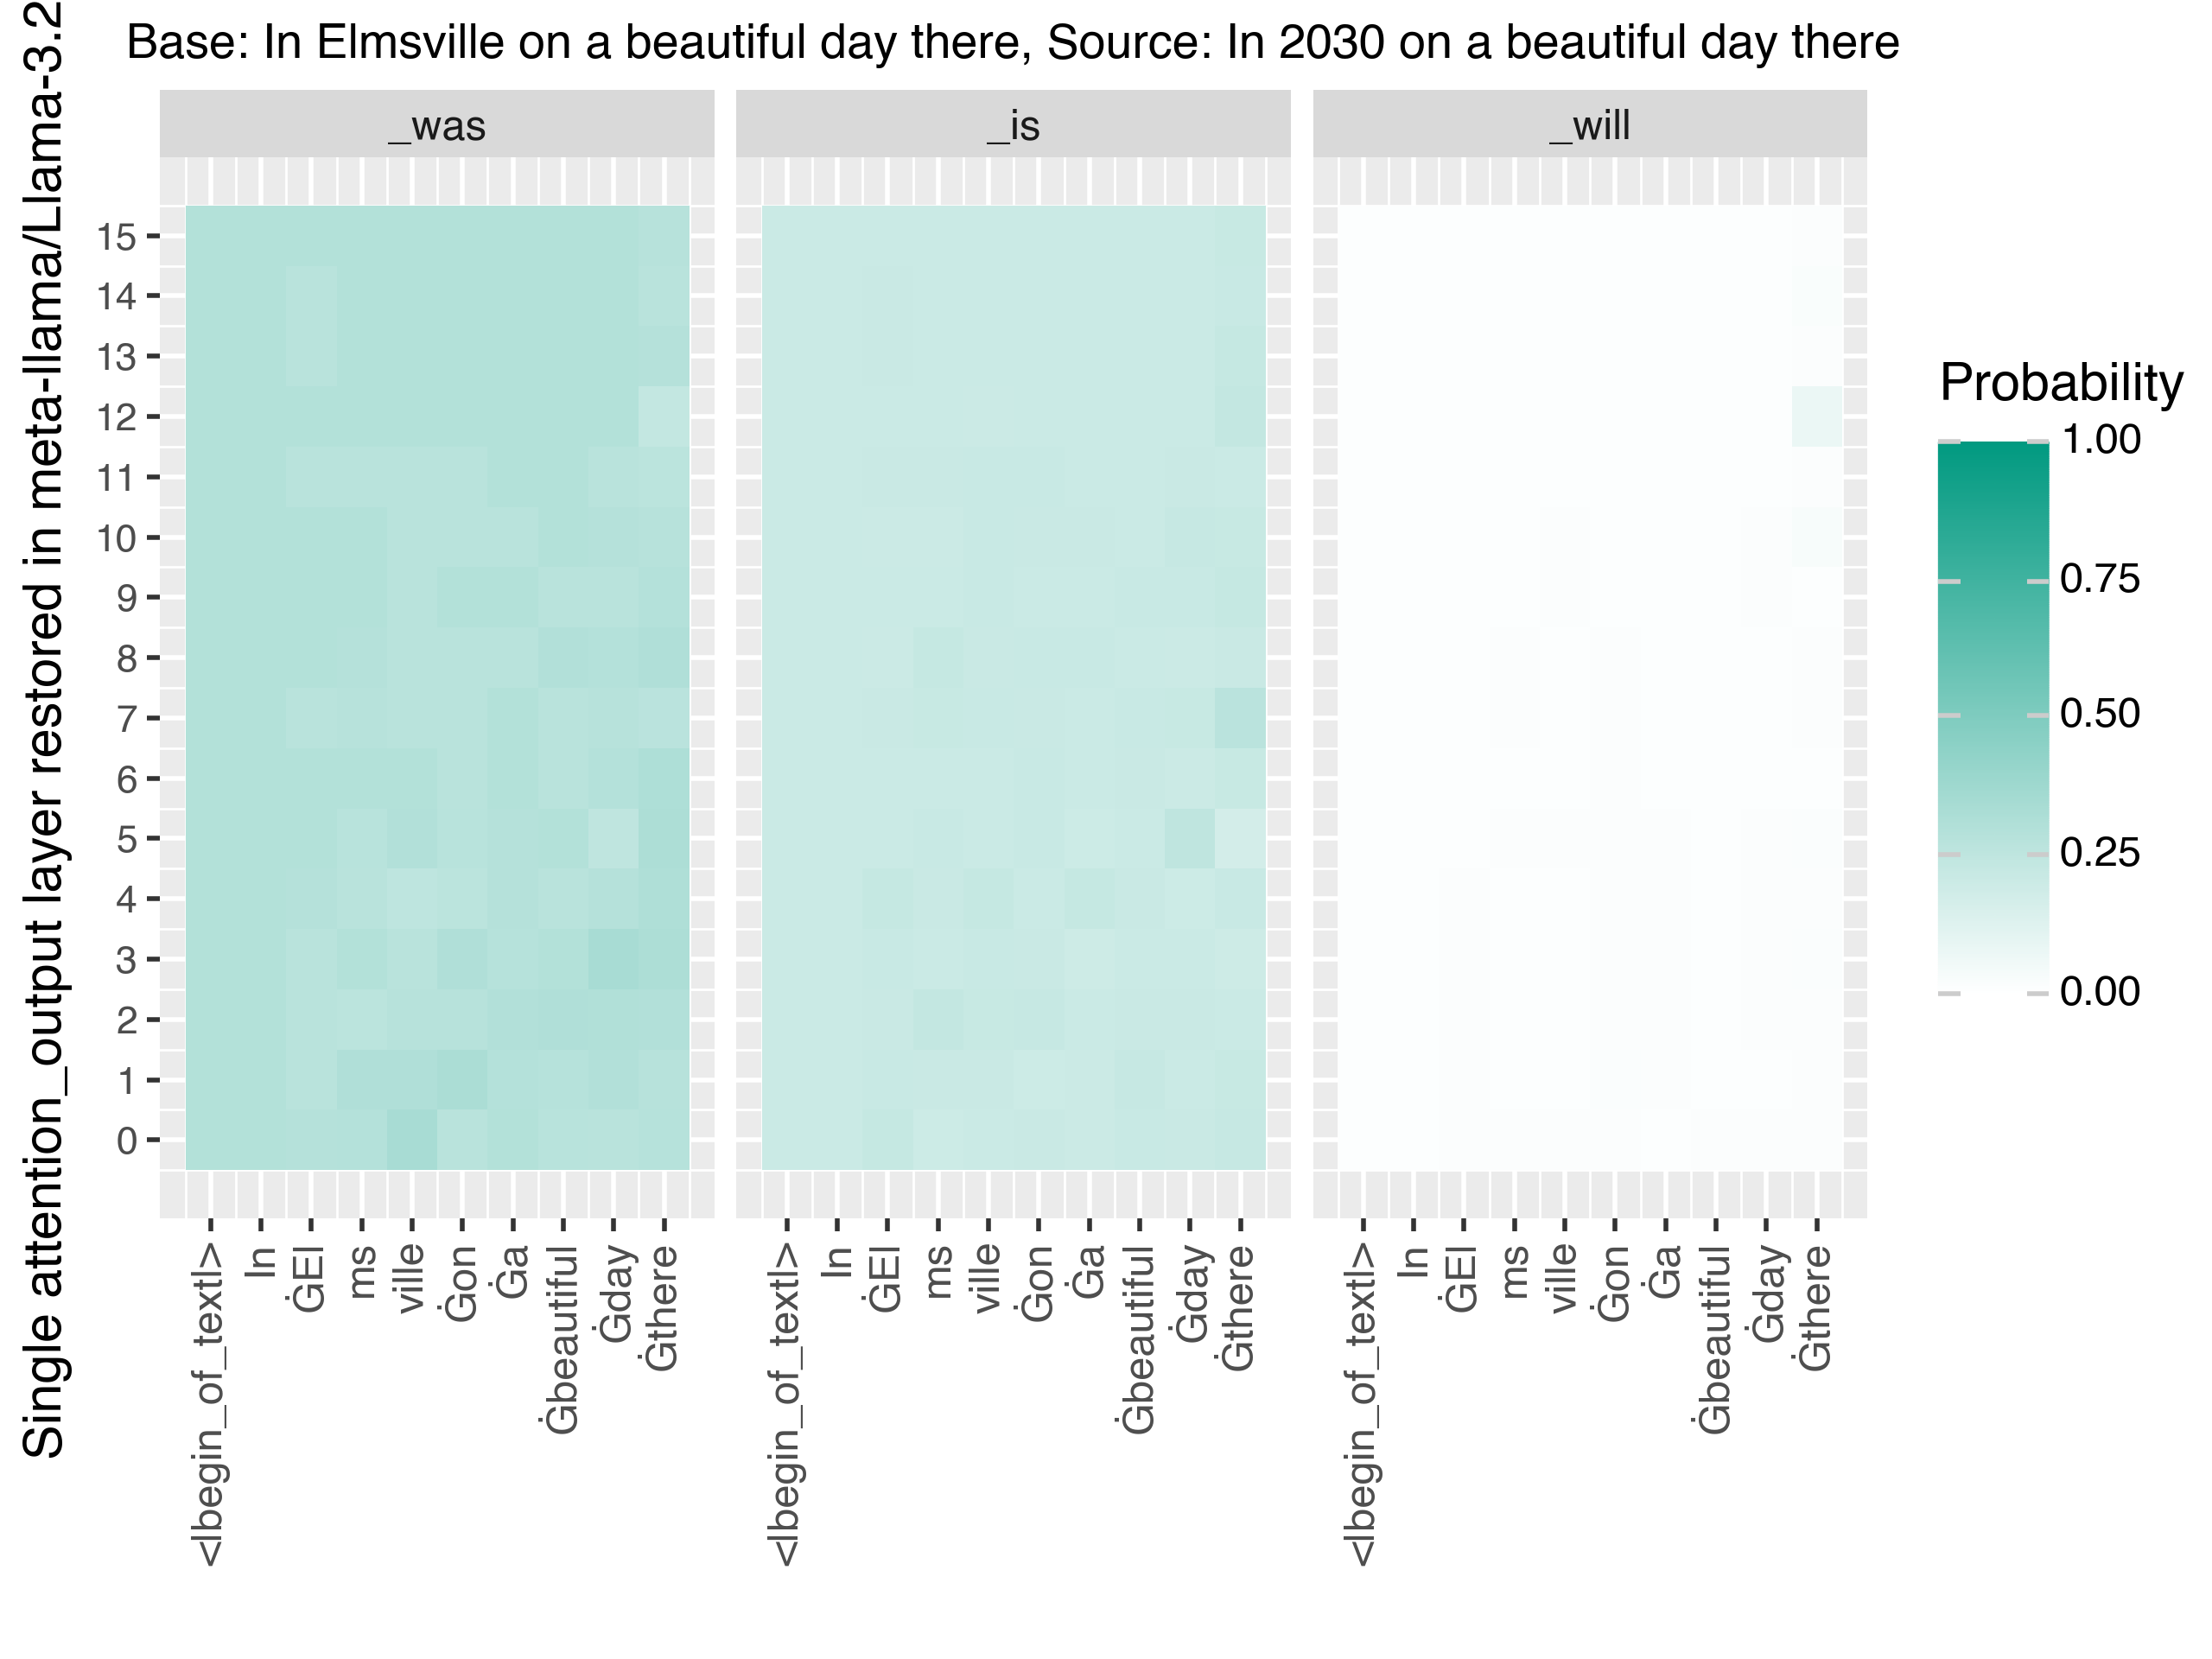 Base: In Elmsville on a beautiful day there, Source: In 2030 on a beautiful day there
Single attention_output layer restored in meta-llama/Llama-3.2
_was
_is
_will
15
14
13
12
11
10
9
8
7
6
5
4
3
2
1
0
<|begin_of_text|>
In
ĠEl
ms
ville
Ġon
Ġa
Ġbeautiful
Ġday
Ġthere
<|begin_of_text|>
In
ĠEl
ms
ville
Ġon
Ġa
Ġbeautiful
Ġday
Ġthere
<|begin_of_text|>
In
ĠEl
ms
ville
Ġon
Ġa
Ġbeautiful
Ġday
Ġthere
Probability
1.00
0.75
0.50
0.25
0.00